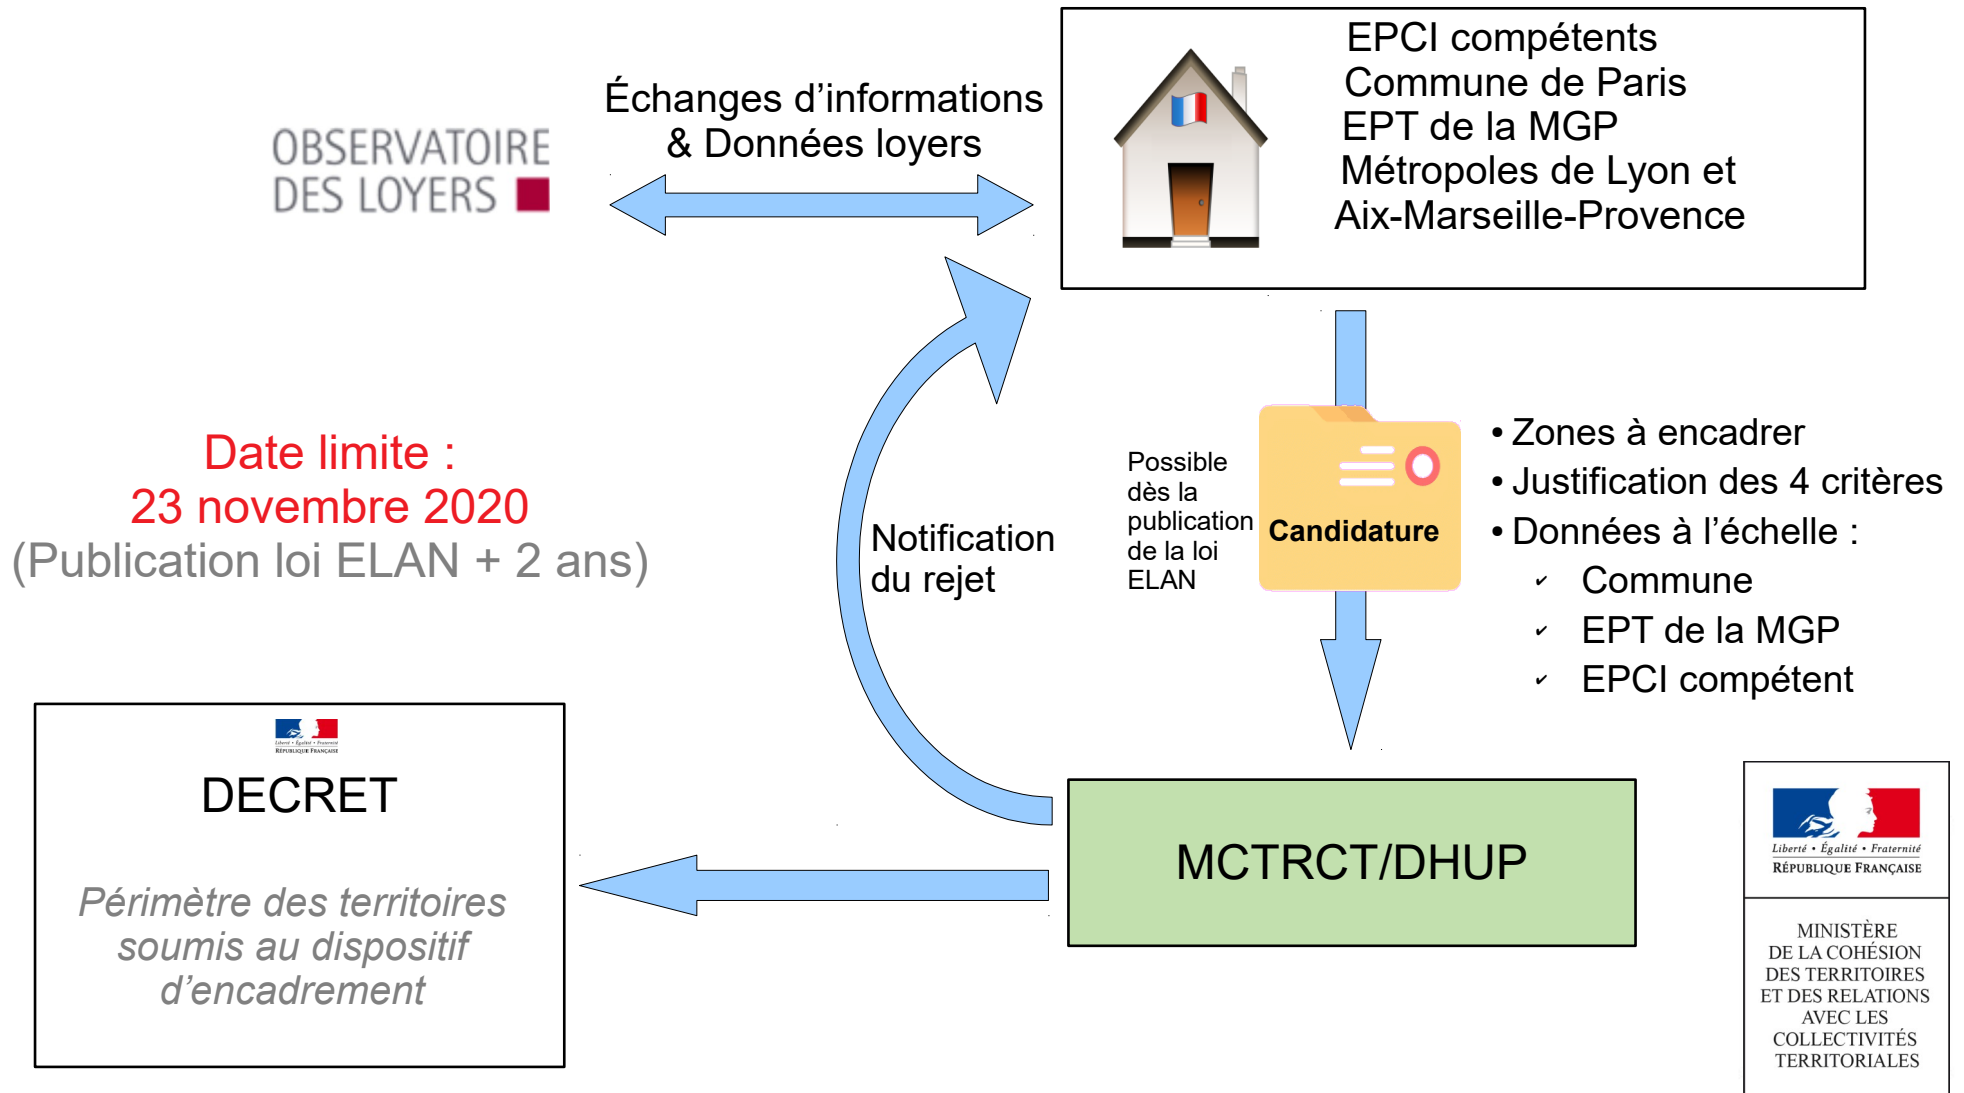 EPCI compétents
Commune de Paris
EPT de la MGP
Métropoles de Lyon et
Aix-Marseille-Provence
Échanges d'informations
& Données loyers
OBSERVATOIRE
DES LOYERS
Date limite :
23 novembre 2020
(Publication loi ELAN + 2 ans)
Notification
du rejet
Possible
dès la
publication
de la loi
ELAN
Candidature
• Zones à encadrer
• Justification des 4 critères
• Données à l'échelle :
✔ Commune
✔ EPT de la MGP
✔ EPCI compétent
Liberté • Égalité • Fraternité
RÉPUBLIQUE FRANÇAISE
DECRET
Périmètre des territoires
soumis au dispositif
d'encadrement
MCTRCT/DHUP
Liberté • Égalité • Fraternité
RÉPUBLIQUE FRANÇAISE
MINISTÈRE
DE LA COHÉSION
DES TERRITOIRES
ET DES RELATIONS
AVEC LES
COLLECTIVITÉS
TERRITORIALES